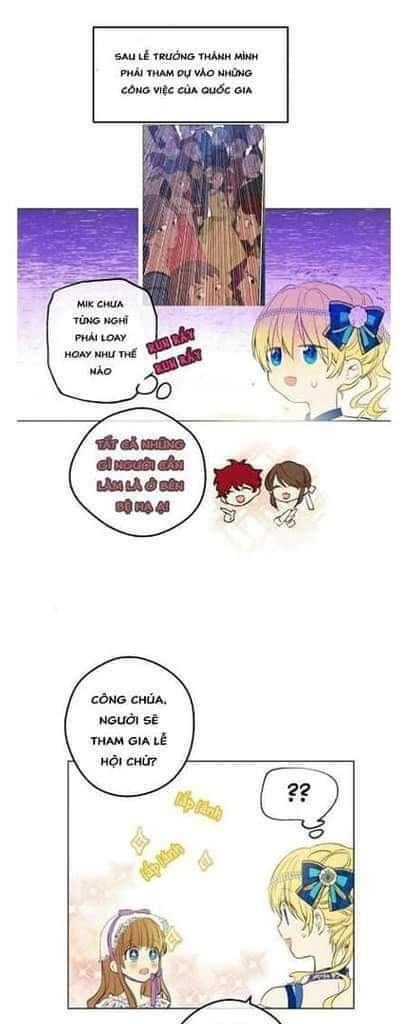 SAU LỄ TRƯỞNG THÀNH MÌNH
PHẢI THAM DỰ VÀO NHỮNG
CÔNG VIỆC CỦA QUỐC GIA
MIK CHƯA
TỪNG NGHĨ
PHẢI LOAY
HOAY NHƯ THẾ
NÀO
RUN RẨY
RUN RẨY
TẤT CẢ NHỮNG
GÌ NGƯỜI CẦN
LÀM LÀ Ở BÊN
BỆ HẠ ẠI
CÔNG CHÚA,
NGƯỜI SẼ
THAM GIA LỄ
HỘI CHỨ?
lấp lánh
lấp lánh
??